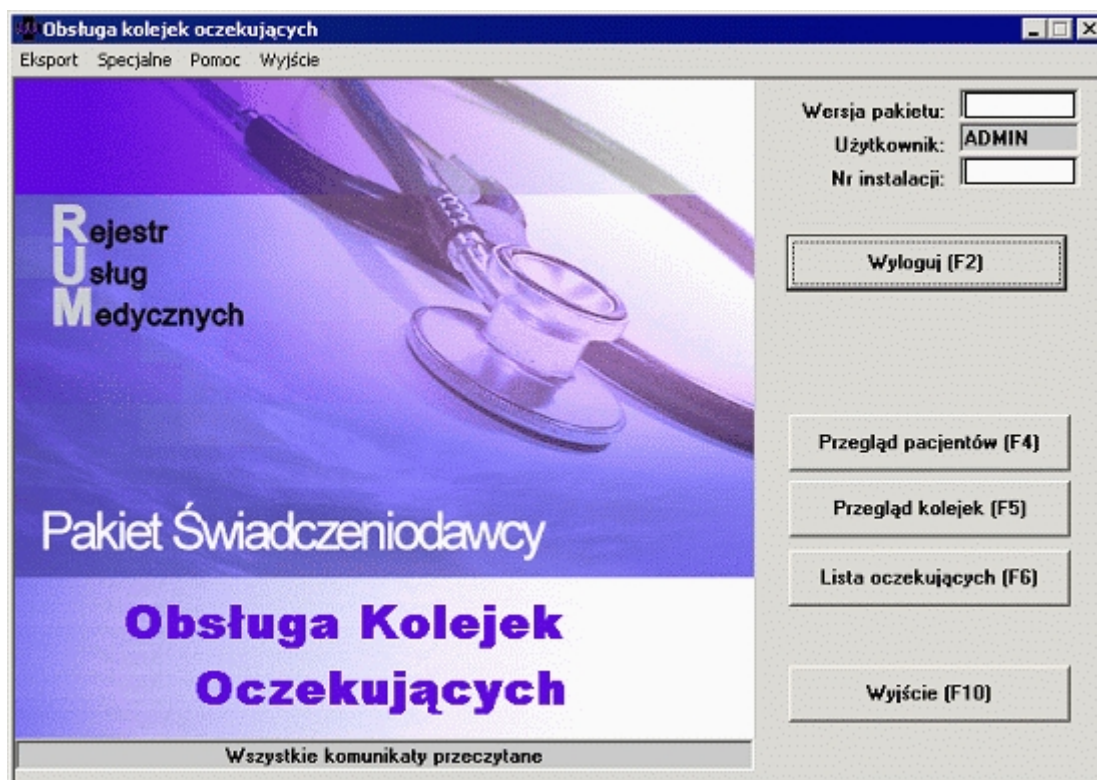 Obsługa kolejek oczekujących
Eksport Specjalne Pomoc Wyjście
Wersja pakietu:
Użytkownik: ADMIN
Nr instalacji:
Rejestr
Usług
Medycznych
Wyloguj (F2)
Przegląd pacjentów (F4)
Przegląd kolejek (F5)
Pakiet Świadczeniodawcy
Lista oczekujących (F6)
Obsługa Kolejek
Oczekujących
Wyjście (F10)
Wszystkie komunikaty przeczytane